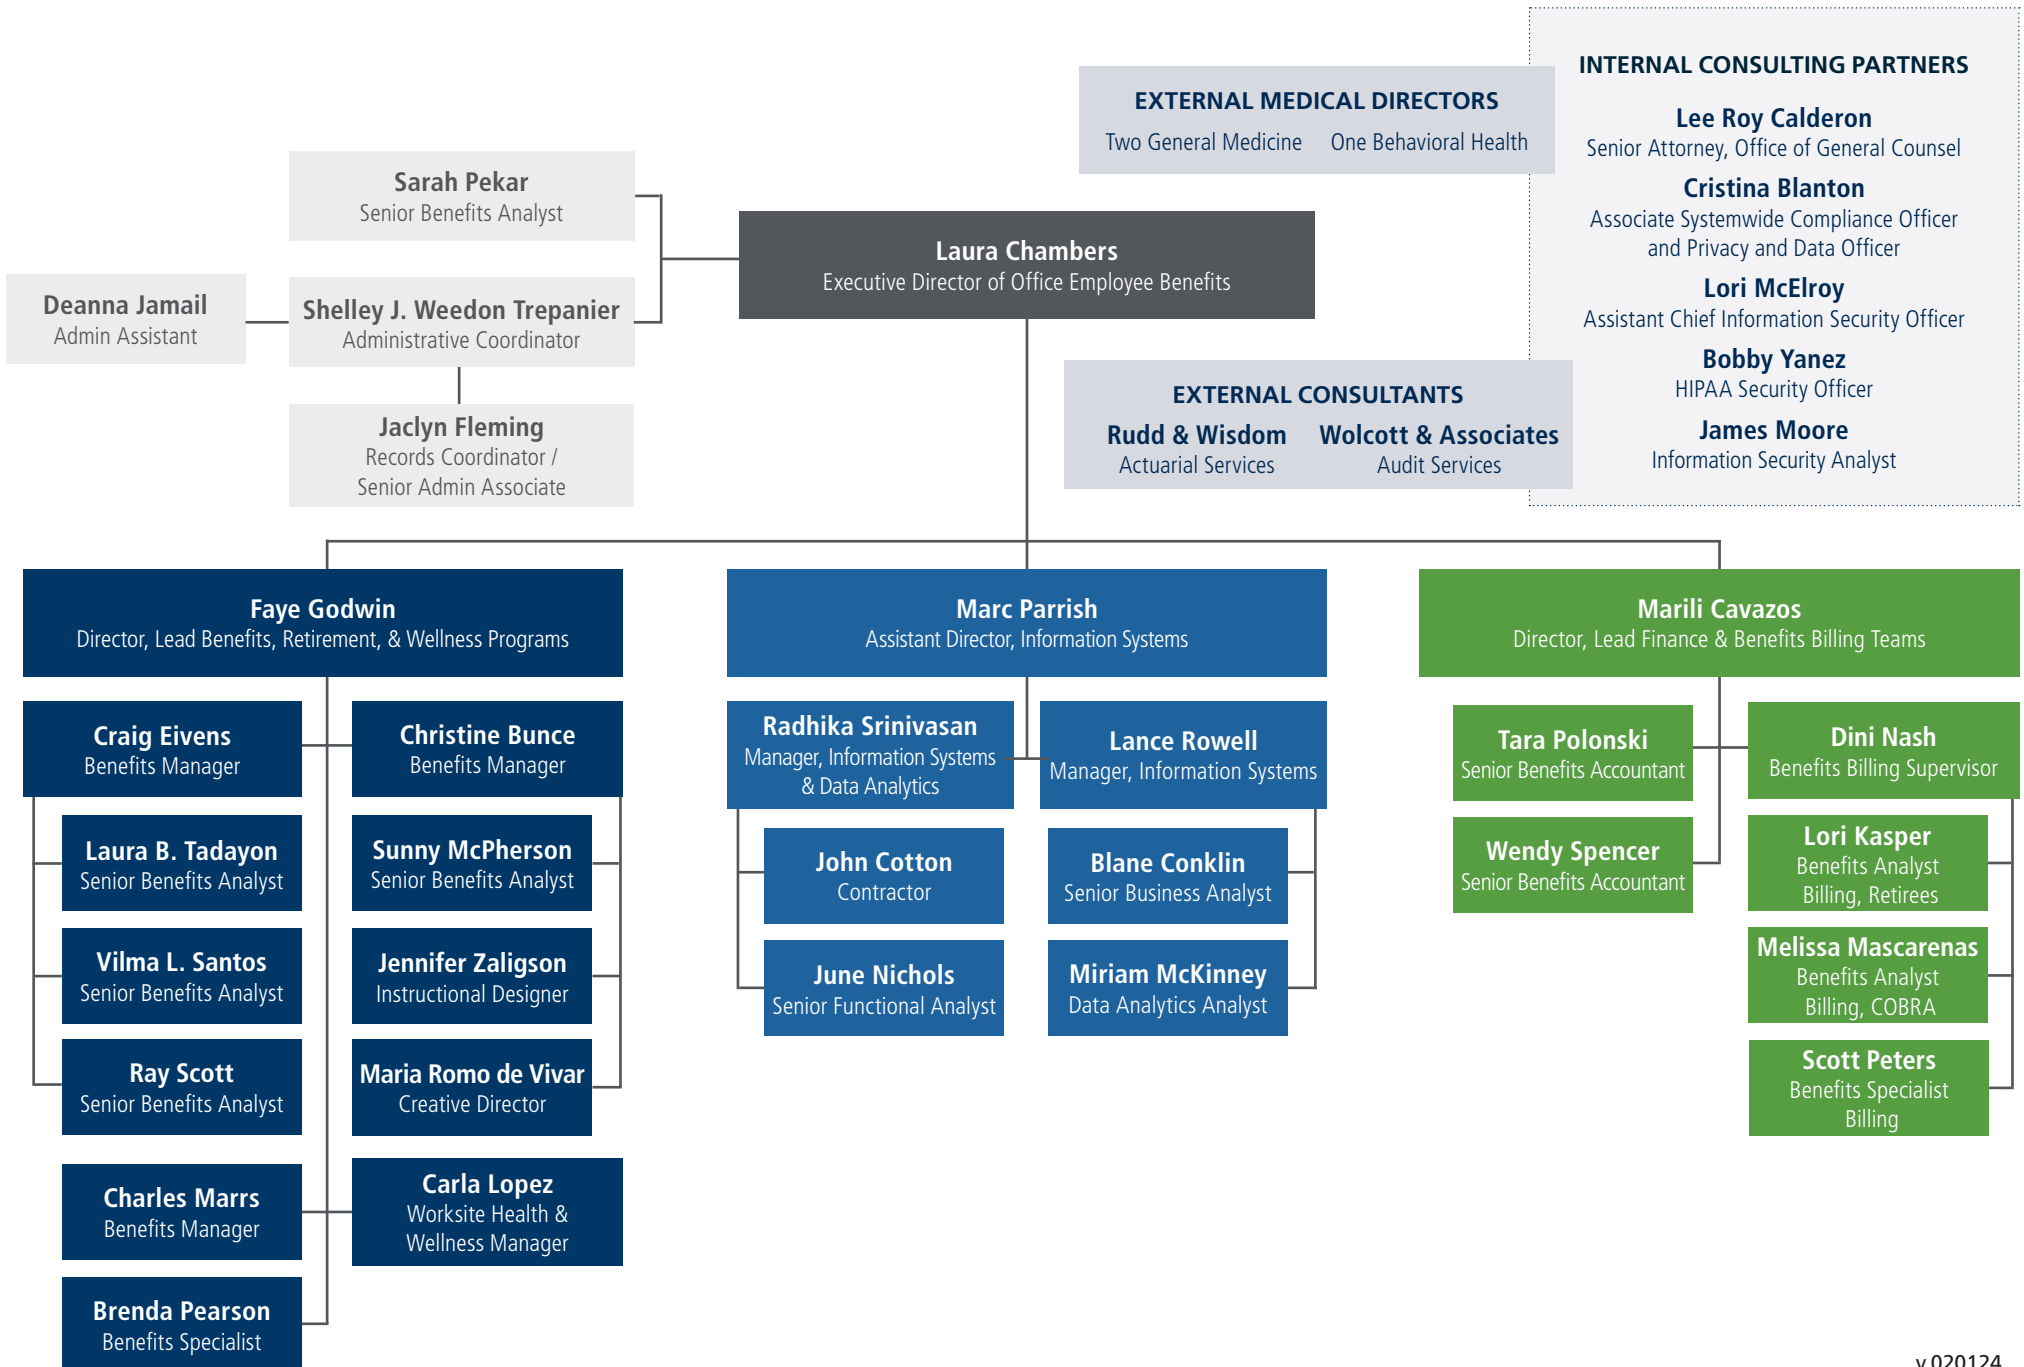 INTERNAL CONSULTING PARTNERS
Lee Roy Calderon
Senior Attorney, Office of General Counsel
Cristina Blanton
Associate Systemwide Compliance Officer
and Privacy and Data Officer
Lori McElroy
Assistant Chief Information Security Officer
Bobby Yanez
HIPAA Security Officer
James Moore
Information Security Analyst
EXTERNAL MEDICAL DIRECTORS
Two General Medicine
One Behavioral Health
Sarah Pekar
Senior Benefits Analyst
Laura Chambers
Executive Director of Office Employee Benefits
Deanna Jamail
Admin Assistant
Shelley J. Weedon Trepanier
Administrative Coordinator
Jaclyn Fleming
Records Coordinator /
Senior Admin Associate
EXTERNAL CONSULTANTS
Rudd & Wisdom
Actuarial Services
Wolcott & Associates
Audit Services
Faye Godwin
Director, Lead Benefits, Retirement, & Wellness Programs
Craig Eivens
Benefits Manager
Laura B. Tadayon
Senior Benefits Analyst
Vilma L. Santos
Senior Benefits Analyst
Ray Scott
Senior Benefits Analyst
Christine Bunce
Benefits Manager
Sunny McPherson
Senior Benefits Analyst
Jennifer Zaligson
Instructional Designer
Maria Romo de Vivar
Creative Director
Charles Marrs
Benefits Manager
Carla Lopez
Worksite Health &
Wellness Manager
Brenda Pearson
Benefits Specialist
Marc Parrish
Assistant Director, Information Systems
Radhika Srinivasan
Manager, Information Systems
& Data Analytics
John Cotton
Contractor
June Nichols
Senior Functional Analyst
Lance Rowell
Manager, Information Systems
Blane Conklin
Senior Business Analyst
Miriam McKinney
Data Analytics Analyst
Marili Cavazos
Director, Lead Finance & Benefits Billing Teams
Tara Polonski
Senior Benefits Accountant
Wendy Spencer
Senior Benefits Accountant
Dini Nash
Benefits Billing Supervisor
Lori Kasper
Benefits Analyst
Billing, Retirees
Melissa Mascarenas
Benefits Analyst
Billing, COBRA
Scott Peters
Benefits Specialist
Billing
v.020124